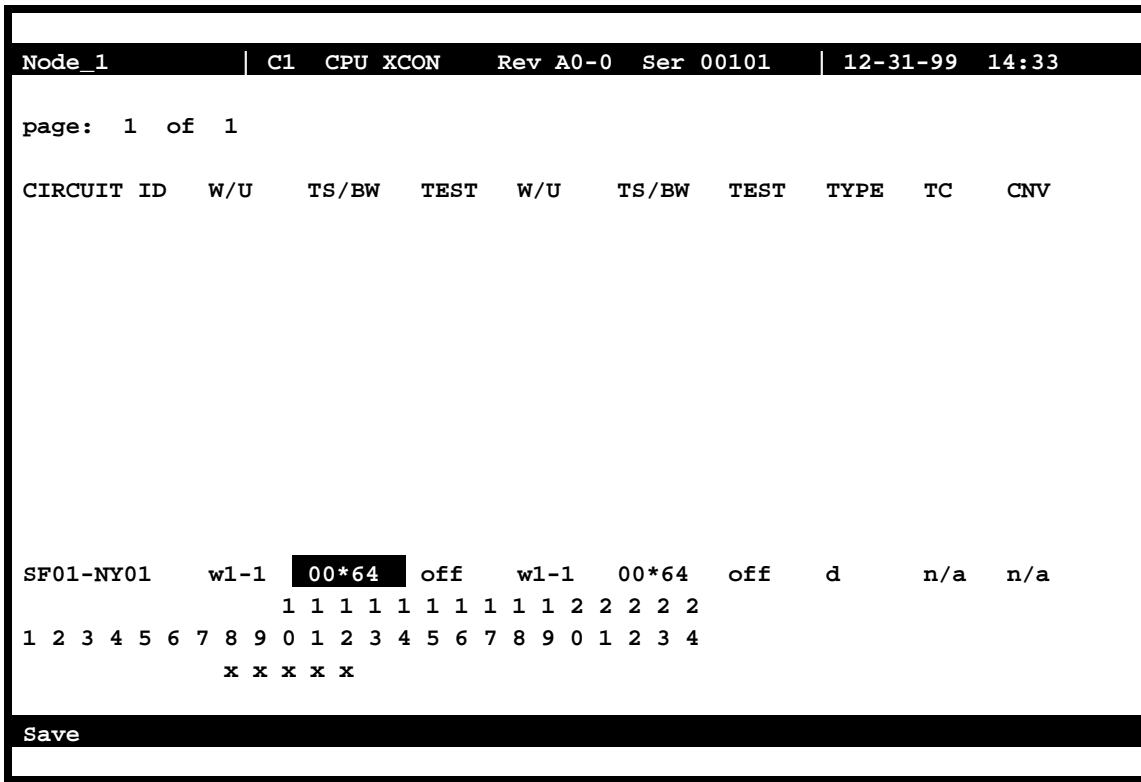 Node_1 | C1 CPU XCON Rev A0-0 Ser 00101 | 12-31-99 14:33
page: 1 of 1
CIRCUIT ID W/U TS/BW TEST W/U TS/BW TEST TYPE TC CNV
SF01-NY01 w1-1 00*64 off w1-1 00*64 off d n/a n/a
1 1 1 1 1 1 1 1 1 1 2 2 2 2 2
1 2 3 4 5 6 7 8 9 0 1 2 3 4 5 6 7 8 9 0 1 2 3 4
x x x x x
Save